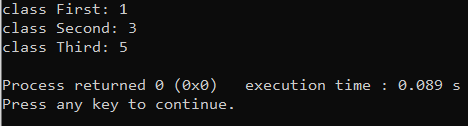 class First: 1
class Second: 3
class Third: 5
Process returned 0 (0x0)   execution time : 0.089 s
Press any key to continue.